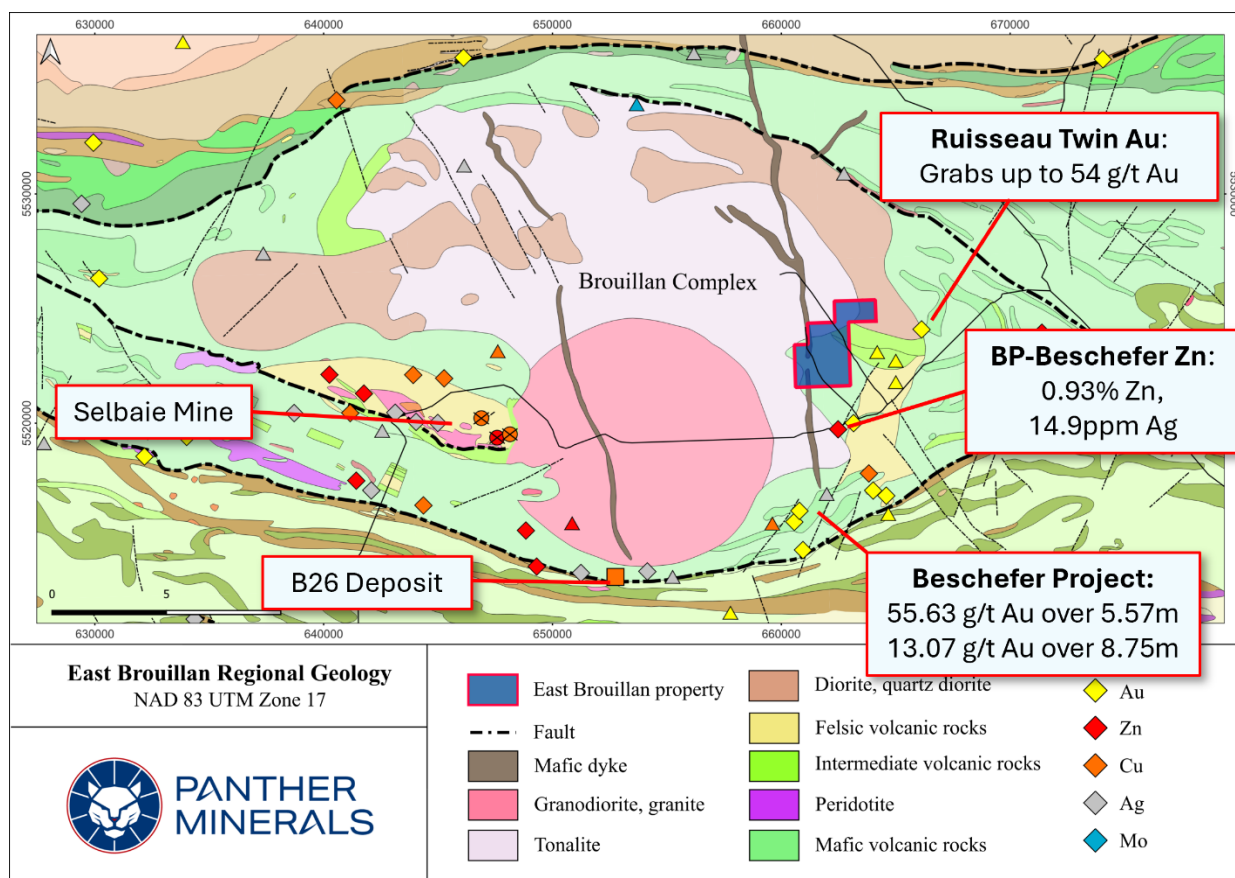 630000
640000
650000
660000
670000
5530000
5530000
Ruisseau Twin Au:
Grabs up to 54 g/t Au
Brouillan Complex
BP-Beschefer Zn:
0.93% Zn,
14.9ppm Ag
Selbaie Mine
5520000
5520000
B26 Deposit
Beschefer Project:
55.63 g/t Au over 5.57m
13.07 g/t Au over 8.75m
0
5
630000
640000
650000
660000
East Brouillan Regional Geology
NAD 83 UTM Zone 17
PANTHER
MINERALS
East Brouillan property
Fault
Mafic dyke
Granodiorite, granite
Tonalite
Diorite, quartz diorite
Felsic volcanic rocks
Intermediate volcanic rocks
Peridotite
Mafic volcanic rocks
Au
Zn
Cu
Ag
Mo